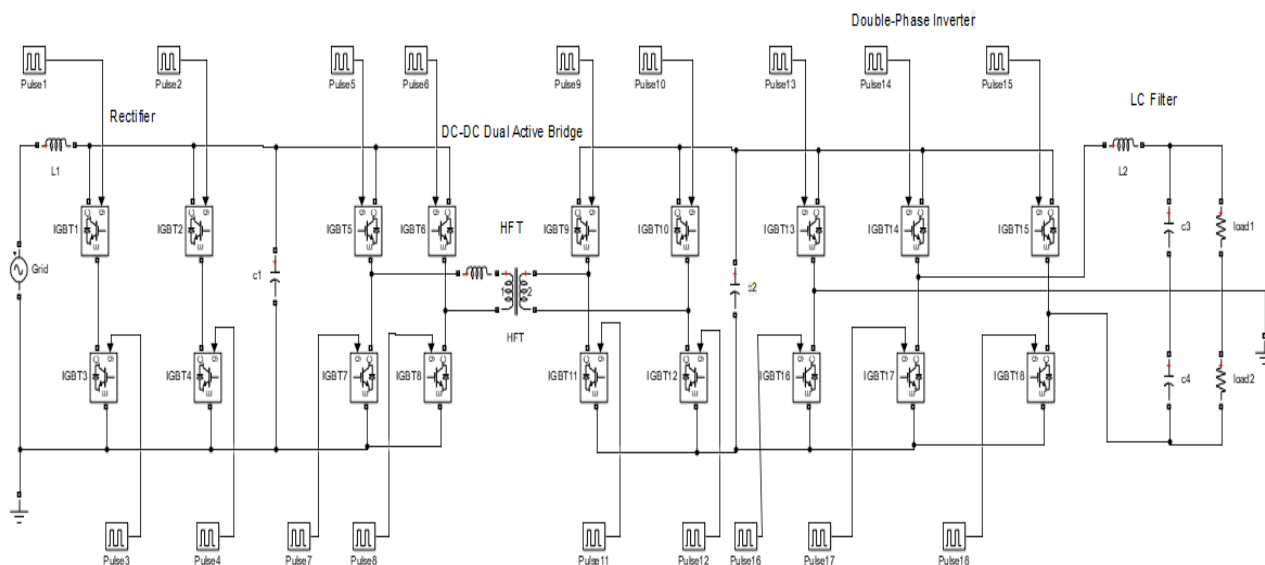 Double-Phase Inverter
Pulse1
Pulse2
Pulse5
Pulse6
Pulse9
Pulse10
Pulse13
Pulse14
Pulse15
Rectifier
DC-DC Dual Active Bridge
LC Filter
L1
L2
IGBT1
IGBT2
IGBT5
IGBT6
HFT
IGBT9
IGBT10
IGBT13
IGBT14
IGBT15
c3
load1
Grid
c1
1
2
c2
HFT
IGBT3
IGBT4
IGBT7
IGBT8
IGBT11
IGBT12
IGBT16
IGBT17
IGBT18
c4
load2
Pulse3
Pulse4
Pulse7
Pulse8
Pulse11
Pulse12
Pulse16
Pulse17
Pulse18